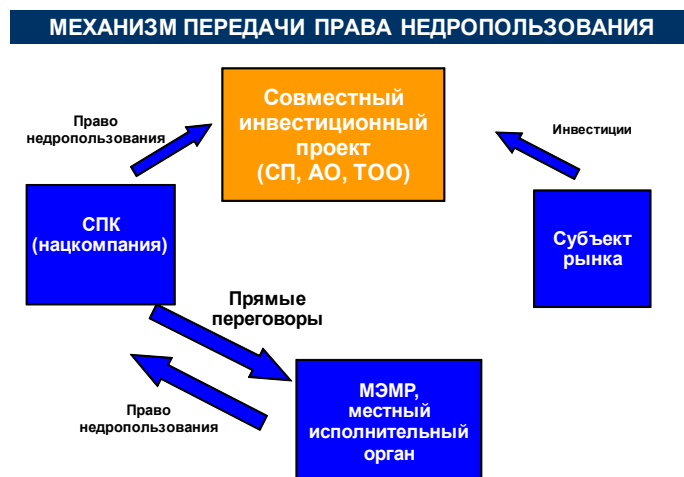 МЕХАНИЗМ ПЕРЕДАЧИ ПРАВА НЕДРОПОЛЬЗОВАНИЯ
Совместный
инвестиционный
проект
(СП, АО, ТОО)
Право
недропользования
Инвестиции
СПК
(нацкомпания)
Субъект
рынка
Прямые
переговоры
МЭМР,
местный
исполнительный
орган
Право
недропользования